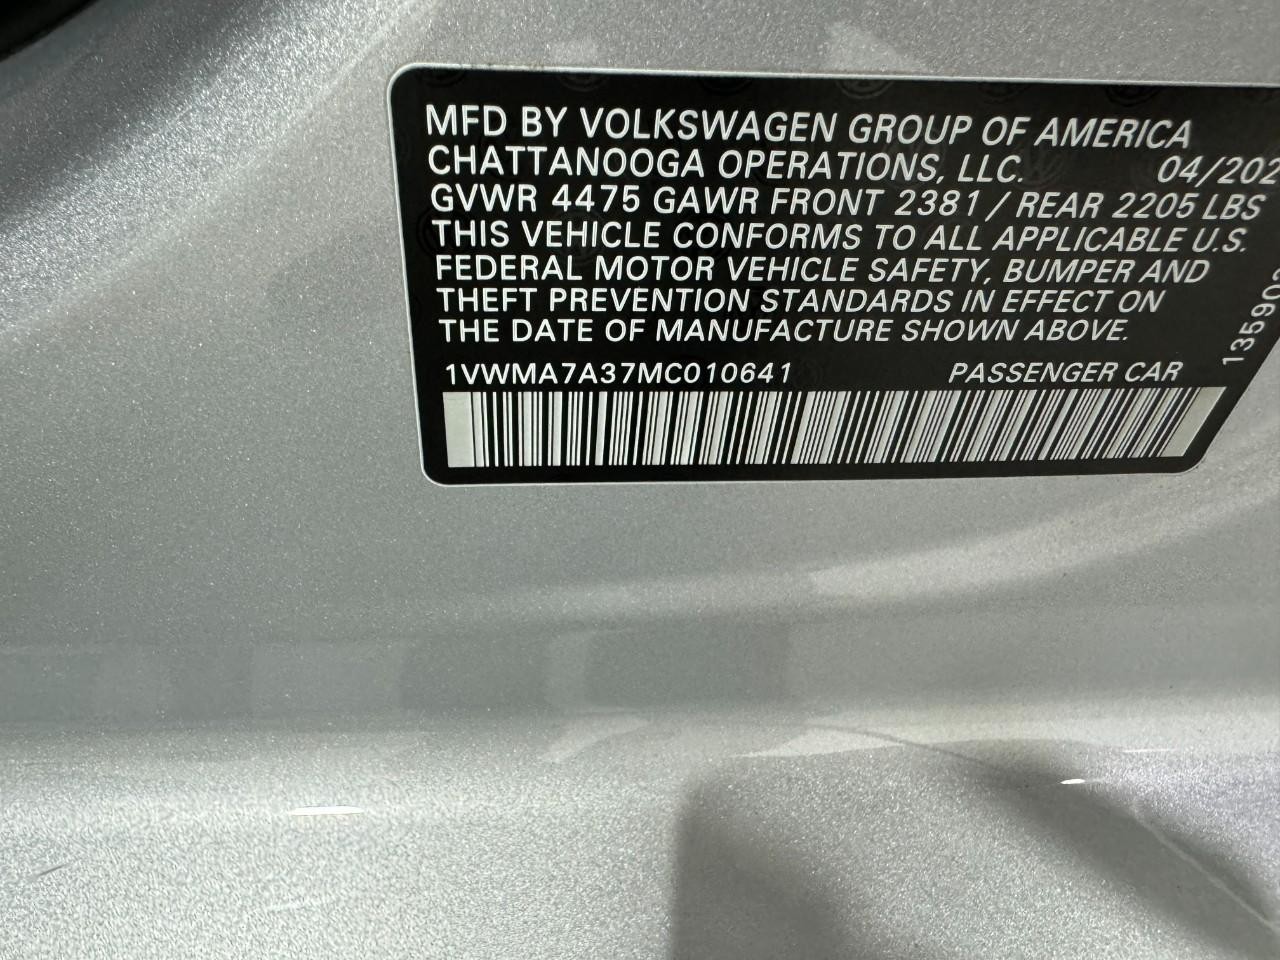 MFD BY VOLKSWAGEN GROUP OF AMERICA
CHATTANOOGA OPERATIONS, LLC. 04/202
GVWR 4475 GAWR FRONT 2381 / REAR 2205 LBS
THIS VEHICLE CONFORMS TO ALL APPLICABLE U.S.
FEDERAL MOTOR VEHICLE SAFETY, BUMPER AND
THEFT PREVENTION STANDARDS IN EFFECT ON
THE DATE OF MANUFACTURE SHOWN ABOVE.
1VWMA7A37MC010641 PASSENGER CAR